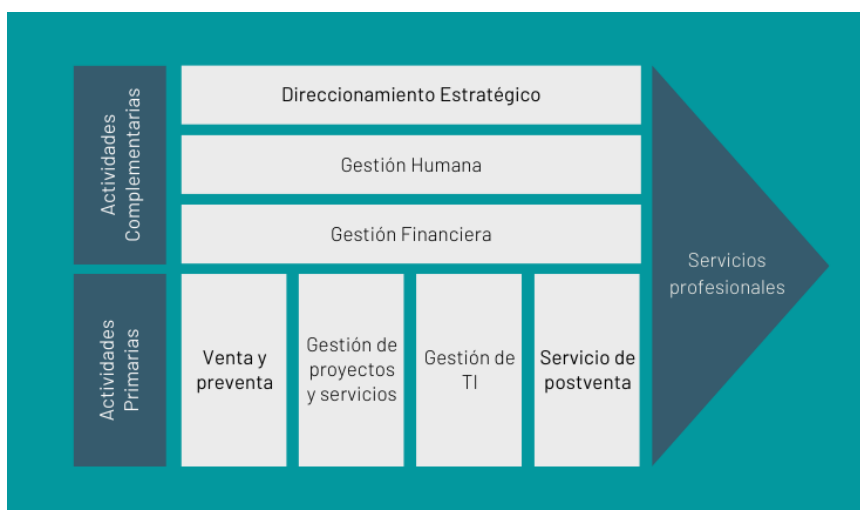 Actividades
Complementarias
Direccionamiento Estratégico
Gestión Humana
Gestión Financiera
Actividades
Primarias
Venta y
preventa
Gestión de
proyectos
y servicios
Gestión de
TI
Servicio de
postventa
Servicios
profesionales